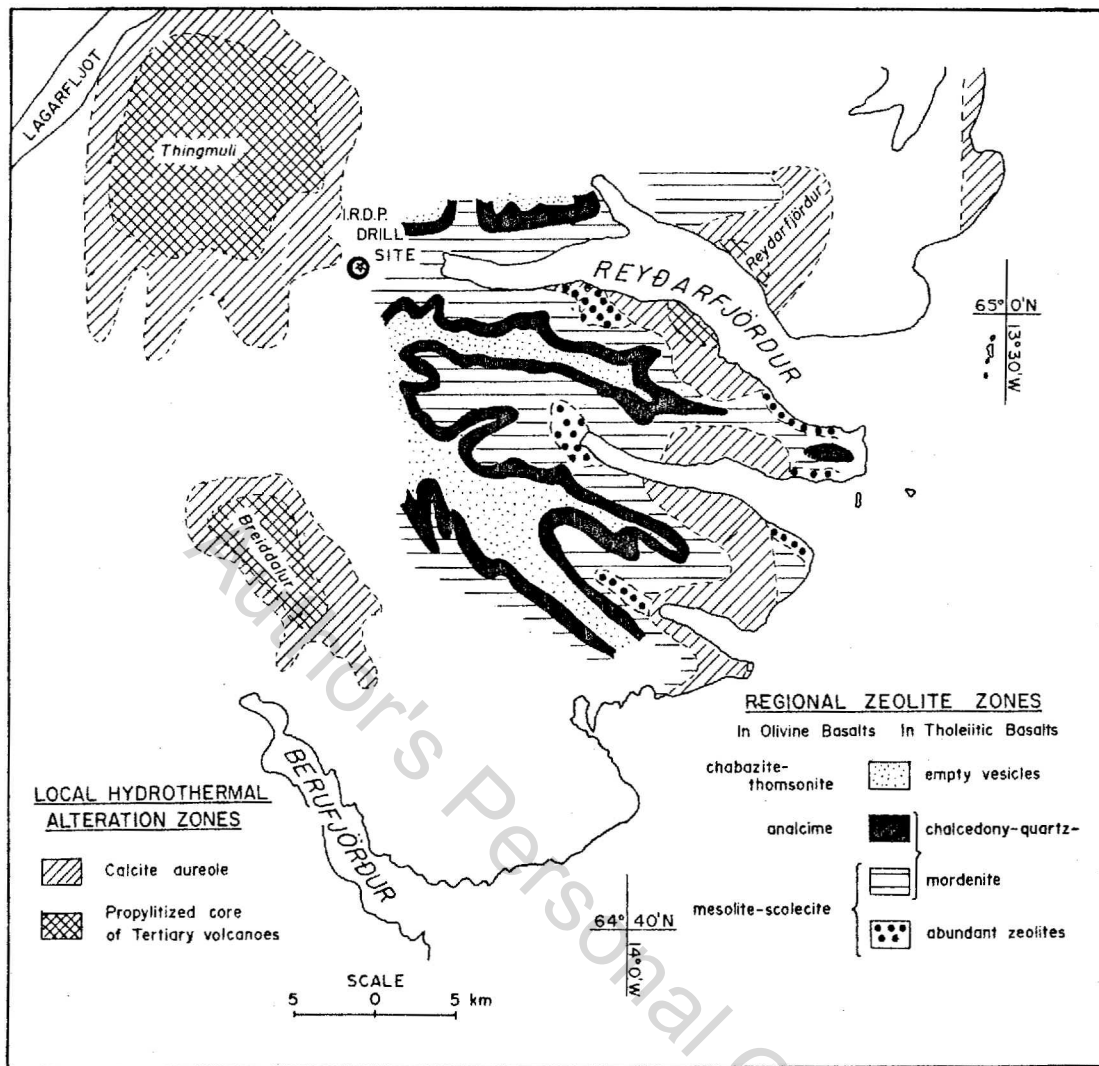 LAGARFLJOT
Thingmuli
I.R.D.P.
DRILL
SITE
Reydarfjördur
REYÐARFJÖRÐUR
65° 0'N
13° 30'W
Breiddalur
BERUFJÖRÐUR
LOCAL HYDROTHERMAL
ALTERATION ZONES
Calcite aureole
Propylitized core
of Tertiary volcanoes
SCALE
5 0 5 km
64° 40'N
14° 0'W
REGIONAL ZEOLITE ZONES
In Olivine Basalts In Tholeiitic Basalts
chabazite-
thomsonite
empty vesicles
analcime
chalcedony-quartz-
mordenite
mesolite-scolecite
abundant zeolites
Author's Personal